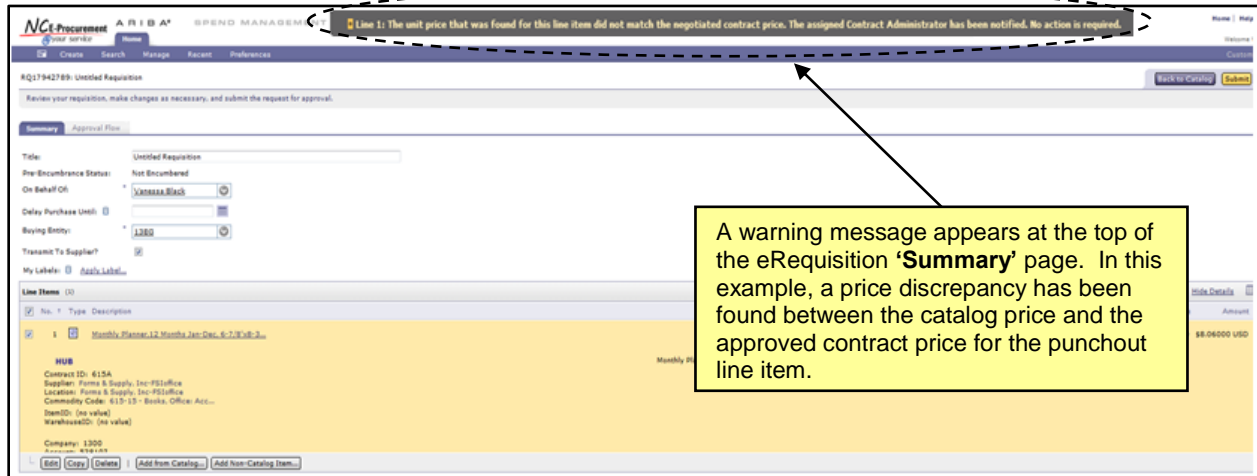 NC E-Procurement
@your service
ARIBA® SPEND MANAGEMENT
Line 1: The unit price that was found for this line item did not match the negotiated contract price. The assigned Contract Administrator has been notified. No action is required.
Home | Help
Home
Welcome
Create Search Manage Recent Preferences
Custom
RQ17942789: Untitled Requisition
Back to Catalog Submit
Review your requisition, make changes as necessary, and submit the request for approval.
Summary Approval Flow
Title: Untitled Requisition
Pre-Encumbrance Status: Not Encumbered
On Behalf Of: * Vanessa Black
Delay Purchase Until:
Buying Entity: * 1380
Transmit To Supplier?
My Labels: Apply Label...
A warning message appears at the top of
the eRequisition ‘Summary’ page. In this
example, a price discrepancy has been
found between the catalog price and the
approved contract price for the punchout
line item.
Line Items (1)
Hide Details
No. ↑ Type Description
Amount
1 Monthly Planner,12 Months Jan-Dec, 6-7/8"x8-3...
$8.06000 USD
HUB
Monthly Pl
Contract ID: 615A
Supplier: Forms & Supply, Inc-FSIoffice
Location: Forms & Supply, Inc-FSIoffice
Commodity Code: 615-15 - Books, Office: Acc...
ItemID: (no value)
WarehouseID: (no value)
Company: 1300
Edit Copy Delete | Add from Catalog... Add Non-Catalog Item...